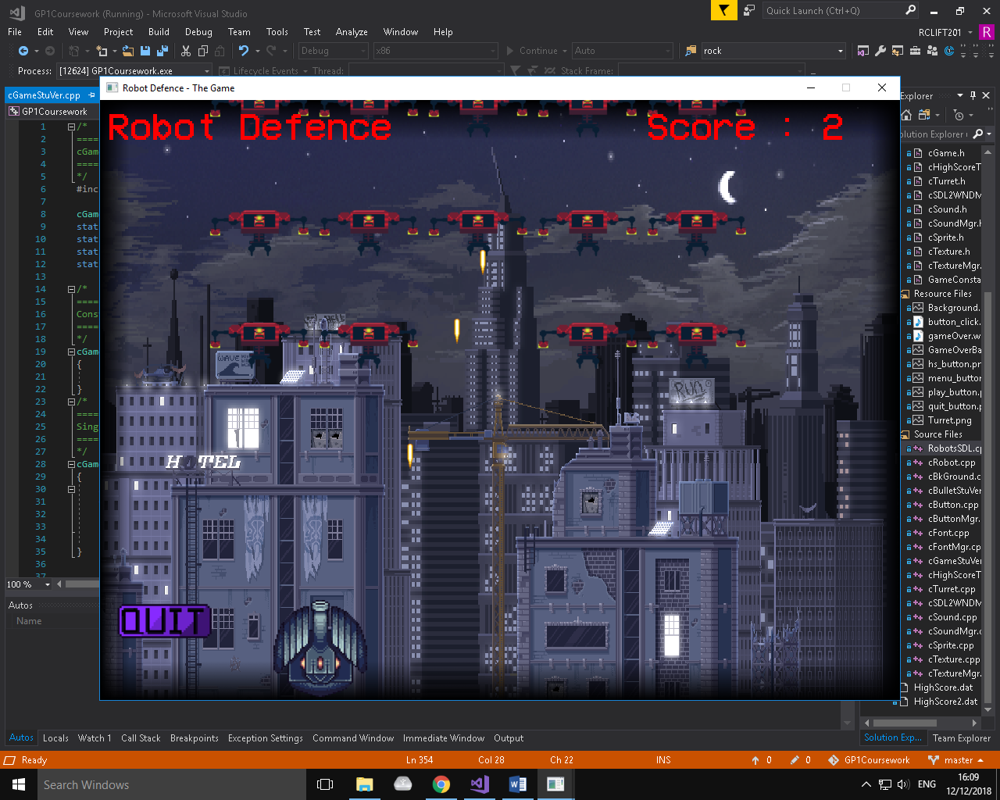 GP1Coursework (Running) - Microsoft Visual Studio
Quick Launch (Ctrl+Q)
File Edit View Project Build Debug Team Tools Test Analyze Window Help
RCLIFT201
R
Debug x86 Continue Auto rock
Process: [12624] GP1Coursework.exe Lifecycle Events Thread: Stack Frame:
Robot Defence - The Game
cGameStuVer.cpp
GP1Coursework
1 /*
2 ====
3 cGam
4 ====
5 */
6 #inc
7
8 cGam
9 stat
10 stat
11 stat
12 stat
13
14 /*
15 ====
16 Cons
17 ====
18 */
19 cGam
20 {
21
22 }
23 /*
24 ====
25 Sing
26 ====
27 */
28 cGam
29 {
30
31
32
33
34
35 }
36
37
100 %
Autos
Name
Robot Defence
Score : 2
WAVE
RUN
HOTEL
QUIT
Explorer
olution Explorer
cGame.h
cHighScoreT
cTurret.h
cSDL2WNDM
cSound.h
cSoundMgr.h
cSprite.h
cTexture.h
cTextureMgr.
GameConsta
Resource Files
Background.
button_click.
gameOver.w
GameOverBa
hs_button.pr
menu_button
play_button.p
quit_button.p
Turret.png
Source Files
RobotsSDL.cp
cRobot.cpp
cBkGround.c
cBulletStuVer
cButton.cpp
cButtonMgr.
cFont.cpp
cFontMgr.cp
cGameStuVer
cHighScoreT
cTurret.cpp
cSDL2WNDM
cSound.cpp
cSoundMgr.c
cSprite.cpp
cTexture.cpp
cTextureMgr.
HighScore.dat
HighScore2.dat
Solution Exp... Team Explorer
Autos Locals Watch 1 Call Stack Breakpoints Exception Settings Command Window Immediate Window Output
Ready Ln 354 Col 28 Ch 22 INS 0 0 GP1Coursework master
Search Windows
ENG
16:09
12/12/2018